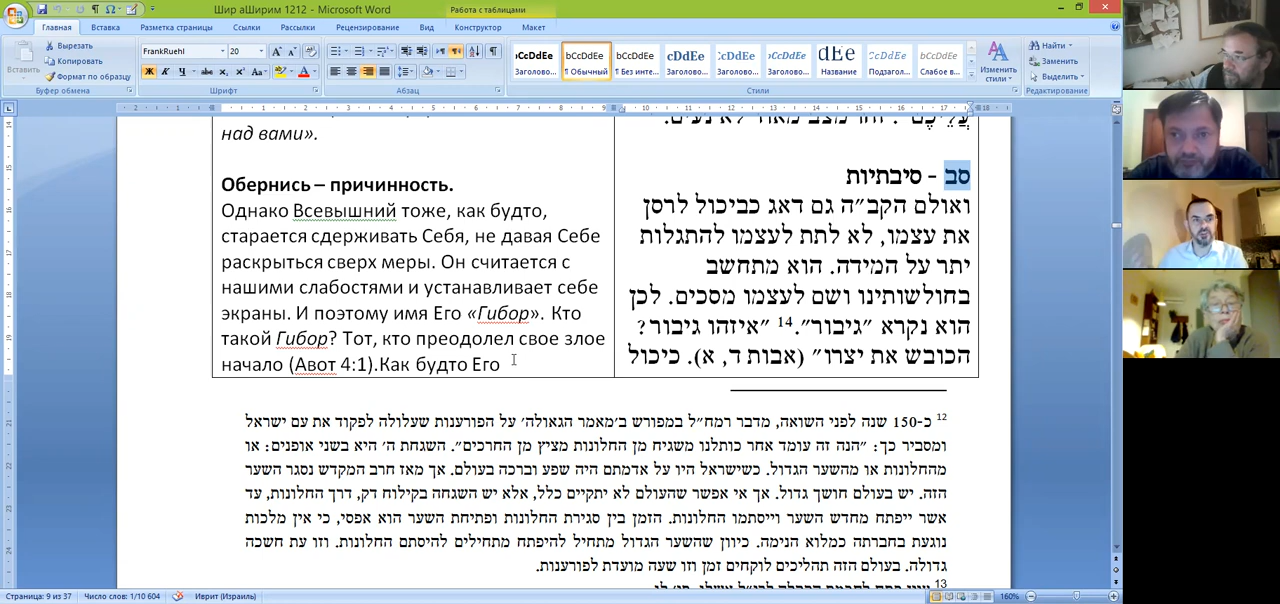 Шир аШирим 1212 - Microsoft Word
Работа с таблицами
Главная
Вставка
Разметка страницы
Ссылки
Рассылки
Рецензирование
Вид
Конструктор
Макет
Вставить
Вырезать
Копировать
Формат по образцу
Буфер обмена
FrankRuehl
20
Шрифт
Абзац
Заголово...
¶ Обычный
¶ Без инте...
Заголово...
Заголово...
Заголово...
Название
Подзагол...
Слабое в...
Стили
Изменить стили
Найти
Заменить
Выделить
Редактирование
над вами».
Обернись – причинность.
Однако Всевышний тоже, как будто,
старается сдерживать Себя, не давая Себе
раскрыться сверх меры. Он считается с
нашими слабостями и устанавливает себе
экраны. И поэтому имя Его «Гибор». Кто
такой Гибор? Тот, кто преодолел свое злое
начало (Авот 4:1).Как будто Его
עֲלֵיכֶם". זהו מצב מאוד לא נעים.
סב - סיבתיות
ואולם הקב״ה גם דאג כביכול לרסן
את עצמו, לא לתת לעצמו להתגלות
יתר על המידה. הוא מתחשב
בחולשותינו ושם לעצמו מסכים. לכן
הוא נקרא ״גיבור״.14 ״איזהו גיבור?
הכובש את יצרו״ (אבות ד, א). כיכול
12 כ-150 שנה לפני השואה, מדבר רמח״ל במפורש ב׳מאמר הגאולה׳ על הפורענות שעלולה לפקוד את עם ישראל
ומסביר כך: ״הנה זה עומד אחר כותלנו משגיח מן החלונות מציץ מן החרכים״. השגחת ה׳ היא בשני אופנים: או
מהחלונות או מהשער הגדול. כשישראל היו על אדמתם היה שפע וברכה בעולם. אך מאז חרב המקדש נסגר השער
הזה. יש בעולם חושך גדול. אך אי אפשר שהעולם לא יתקיים כלל, אלא יש השגחה בקילוח דק, דרך החלונות, עד
אשר ייפתח מחדש השער וייסתמו החלונות. הזמן בין סגירת החלונות ופתיחת השער הוא אפסי, כי אין מלכות
נוגעת בחברתה כמלוא הנימה. כיוון שהשער הגדול מתחיל להיפתח מתחילים להיסתם החלונות. וזו עת חשכה
גדולה. בעולם הזה תהליכים לוקחים זמן וזו שעה מועדת לפורענות.
13
Страница: 9 из 37
Число слов: 1/10 604
Иврит (Израиль)
160%